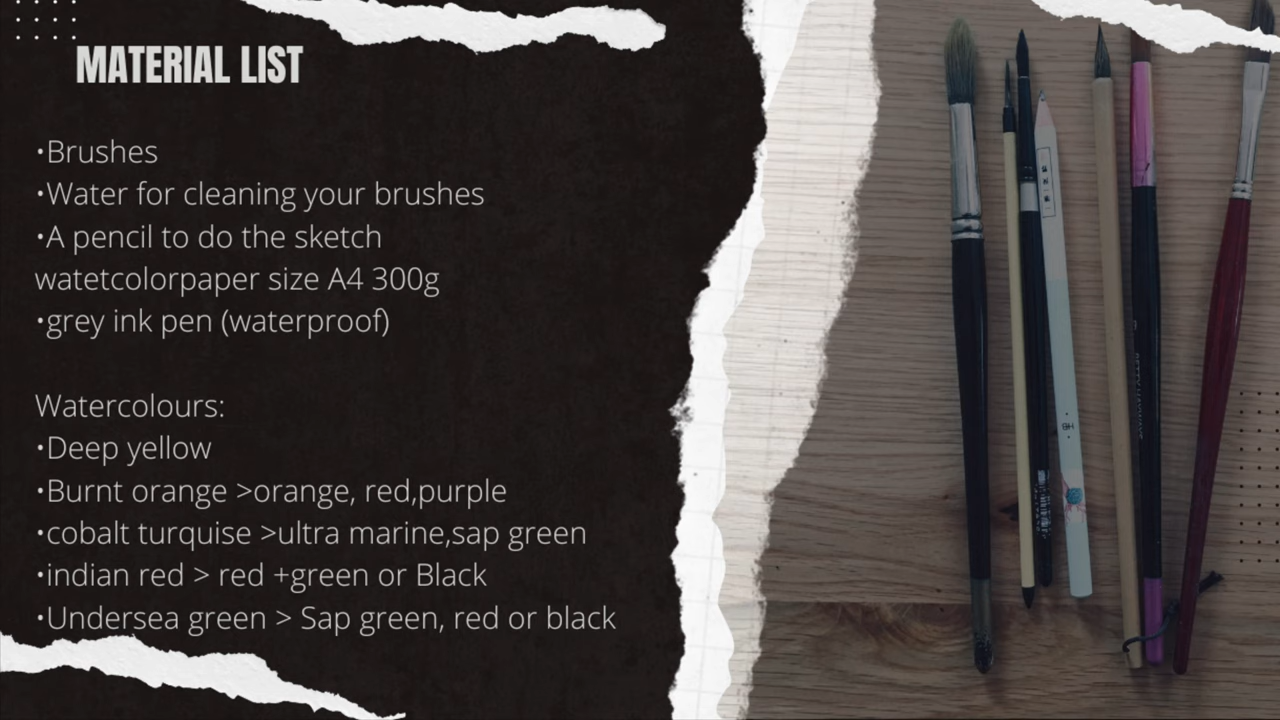 MATERIAL LIST
•Brushes
•Water for cleaning your brushes
•A pencil to do the sketch
watetcolorpaper size A4 300g
•grey ink pen (waterproof)
Watercolours:
•Deep yellow
•Burnt orange >orange, red,purple
•cobalt turquise >ultra marine,sap green
•indian red > red +green or Black
•Undersea green > Sap green, red or black